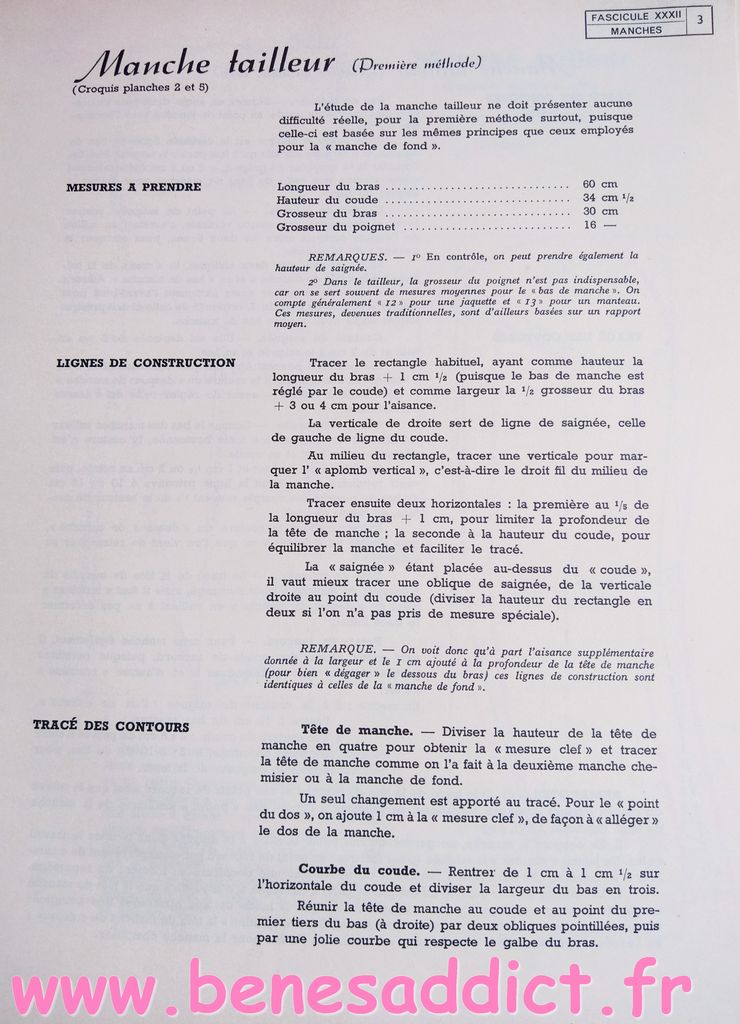 FASCICULE XXXII
MANCHES
3
Manche tailleur (Première méthode)
(Croquis planches 2 et 5)
L'étude de la manche tailleur ne doit présenter aucune
difficulté réelle, pour la première méthode surtout, puisque
celle-ci est basée sur les mêmes principes que ceux employés
pour la « manche de fond ».
MESURES A PRENDRE
Longueur du bras .............................. 60 cm
Hauteur du coude .............................. 34 cm 1/2
Grosseur du bras .............................. 30 cm
Grosseur du poignet ........................... 16 —
REMARQUES. — 1º En contrôle, on peut prendre également la
hauteur de saignée.
2º Dans le tailleur, la grosseur du poignet n'est pas indispensable,
car on se sert souvent de mesures moyennes pour le « bas de manche ». On
compte généralement « 12 » pour une jaquette et « 13 » pour un manteau.
Ces mesures, devenues traditionnelles, sont d'ailleurs basées sur un rapport
moyen.
LIGNES DE CONSTRUCTION
Tracer le rectangle habituel, ayant comme hauteur la
longueur du bras + 1 cm 1/2 (puisque le bas de manche est
réglé par le coude) et comme largeur la 1/2 grosseur du bras
+ 3 ou 4 cm pour l'aisance.
La verticale de droite sert de ligne de saignée, celle
de gauche de ligne du coude.
Au milieu du rectangle, tracer une verticale pour mar-
quer l' « aplomb vertical », c'est-à-dire le droit fil du milieu de
la manche.
Tracer ensuite deux horizontales : la première au 1/5 de
la longueur du bras + 1 cm, pour limiter la profondeur de
la tête de manche ; la seconde à la hauteur du coude, pour
équilibrer la manche et faciliter le tracé.
La « saignée » étant placée au-dessus du « coude »,
il vaut mieux tracer une oblique de saignée, de la verticale
droite au point du coude (diviser la hauteur du rectangle en
deux si l'on n'a pas pris de mesure spéciale).
REMARQUE. — On voit donc qu'à part l'aisance supplémentaire
donnée à la largeur et le 1 cm ajouté à la profondeur de la tête de manche
(pour bien « dégager » le dessous du bras) ces lignes de construction sont
identiques à celles de la « manche de fond ».
TRACÉ DES CONTOURS
Tête de manche. — Diviser la hauteur de la tête de
manche en quatre pour obtenir la « mesure clef » et tracer
la tête de manche comme on l'a fait à la deuxième manche che-
misier ou à la manche de fond.
Un seul changement est apporté au tracé. Pour le « point
du dos », on ajoute 1 cm à la « mesure clef », de façon à « alléger »
le dos de la manche.
Courbe du coude. — Rentrer de 1 cm à 1 cm 1/2 sur
l'horizontale du coude et diviser la largeur du bas en trois.
Réunir la tête de manche au coude et au point du pre-
mier tiers du bas (à droite) par deux obliques pointillées, puis
par une jolie courbe qui respecte le galbe du bras.
www.benesaddict.fr